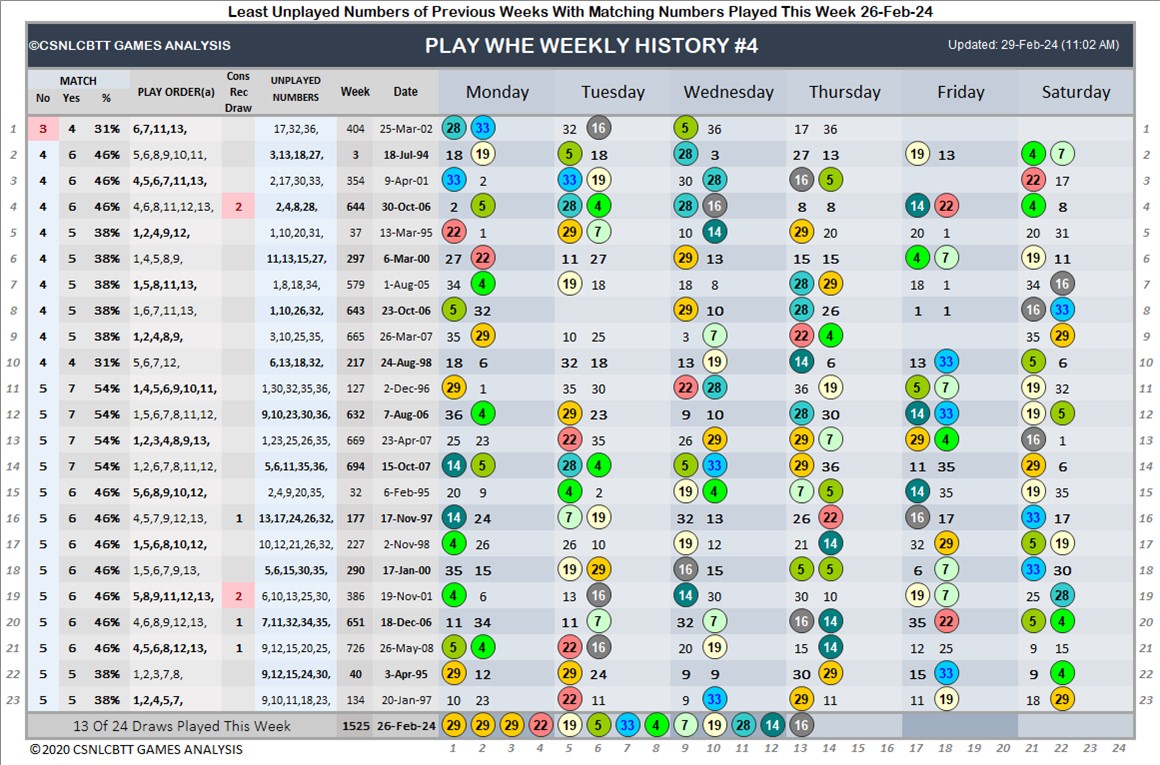 Least Unplayed Numbers of Previous Weeks With Matching Numbers Played This Week 26-Feb-24
©CSNLCBTT GAMES ANALYSIS PLAY WHE WEEKLY HISTORY #4 Updated: 29-Feb-24 (11:02 AM)
MATCH Cons
No Yes % PLAY ORDER(a) Rec UNPLAYED NUMBERS Week Date Monday Tuesday Wednesday Thursday Friday Saturday
Draw
1 3 4 31% 6,7,11,13, 17,32,36, 404 25-Mar-02 28 33 32 16 5 36 17 36 1
2 4 6 46% 5,6,8,9,10,11, 3,13,18,27, 3 18-Jul-94 18 19 5 18 28 3 27 13 19 13 4 7 2
3 4 6 46% 4,5,6,7,11,13, 2,17,30,33, 354 9-Apr-01 33 2 33 19 30 28 16 5 22 17 3
4 4 6 46% 4,6,8,11,12,13, 2 2,4,8,28, 644 30-Oct-06 2 5 28 4 28 16 8 8 14 22 4 8 4
5 4 5 38% 1,2,4,9,12, 1,10,20,31, 37 13-Mar-95 22 1 29 7 10 14 29 20 20 1 20 31 5
6 4 5 38% 1,4,5,8,9, 11,13,15,27, 297 6-Mar-00 27 22 11 27 29 13 15 15 4 7 19 11 6
7 4 5 38% 1,5,8,11,13, 1,8,18,34, 579 1-Aug-05 34 4 19 18 18 8 28 29 18 1 34 16 7
8 4 5 38% 1,6,7,11,13, 1,10,26,32, 643 23-Oct-06 5 32 29 10 28 26 1 1 16 33 8
9 4 5 38% 1,2,4,8,9, 3,10,25,35, 665 26-Mar-07 35 29 10 25 3 7 22 4 35 29 9
10 4 4 31% 5,6,7,12, 6,13,18,32, 217 24-Aug-98 18 6 32 18 13 19 14 6 13 33 5 6 10
11 5 7 54% 1,4,5,6,9,10,11, 1,30,32,35,36, 127 2-Dec-96 29 1 35 30 22 28 36 19 5 7 19 32 11
12 5 7 54% 1,5,6,7,8,11,12, 9,10,23,30,36, 632 7-Aug-06 36 4 29 23 9 10 28 30 14 33 19 5 12
13 5 7 54% 1,2,3,4,8,9,13, 1,23,25,26,35, 669 23-Apr-07 25 23 22 35 26 29 29 7 29 4 16 1 13
14 5 7 54% 1,2,6,7,8,11,12, 5,6,11,35,36, 694 15-Oct-07 14 5 28 4 5 33 29 36 11 35 29 6 14
15 5 6 46% 5,6,8,9,10,12, 2,4,9,20,35, 32 6-Feb-95 20 9 4 2 19 4 7 5 14 35 19 35 15
16 5 6 46% 4,5,7,9,12,13, 1 13,17,24,26,32, 177 17-Nov-97 14 24 7 19 32 13 26 22 16 17 33 17 16
17 5 6 46% 1,5,6,8,10,12, 10,12,21,26,32, 227 2-Nov-98 4 26 26 10 19 12 21 14 32 29 5 19 17
18 5 6 46% 1,5,6,7,9,13, 5,6,15,30,35, 290 17-Jan-00 35 15 19 29 16 15 5 5 6 7 33 30 18
19 5 6 46% 5,8,9,11,12,13, 2 6,10,13,25,30, 386 19-Nov-01 4 6 13 16 14 30 30 10 19 7 25 28 19
20 5 6 46% 4,6,8,9,12,13, 1 7,11,32,34,35, 651 18-Dec-06 11 34 11 7 32 7 16 14 35 22 5 4 20
21 5 6 46% 4,5,6,8,12,13, 1 9,12,15,20,25, 726 26-May-08 5 4 22 16 20 19 15 14 12 25 9 15 21
22 5 5 38% 1,2,3,7,8, 9,12,15,24,30, 40 3-Apr-95 29 12 29 24 9 9 30 29 15 33 9 4 22
23 5 5 38% 1,2,4,5,7, 9,10,11,18,23, 134 20-Jan-97 10 23 22 11 9 33 29 11 11 19 18 29 23
13 Of 24 Draws Played This Week 1525 26-Feb-24 29 29 29 22 19 5 33 4 7 19 28 14 16
© 2020 CSNLCBTT GAMES ANALYSIS 1 2 3 4 5 6 7 8 9 10 11 12 13 14 15 16 17 18 19 20 21 22 23 24